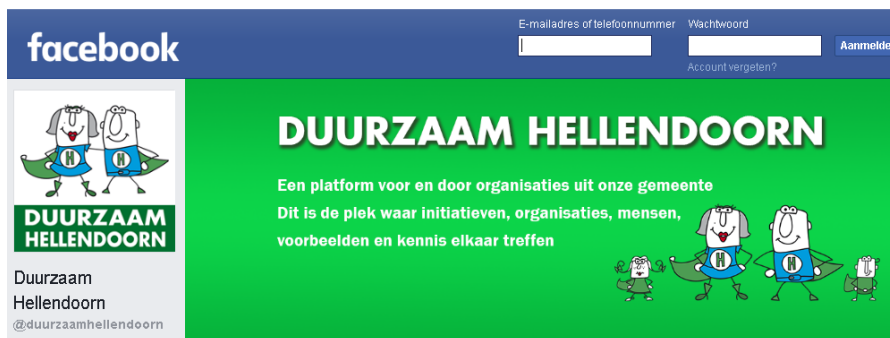 facebook
E-mailadres of telefoonnummer
Wachtwoord
Account vergeten?
DUURZAAM
HELLENDOORN
Duurzaam
Hellendoorn
@duurzaamhellendoorn
DUURZAAM HELLENDOORN
Een platform voor en door organisaties uit onze gemeente
Dit is de plek waar initiatieven, organisaties, mensen,
voorbeelden en kennis elkaar treffen
H
H
H
H